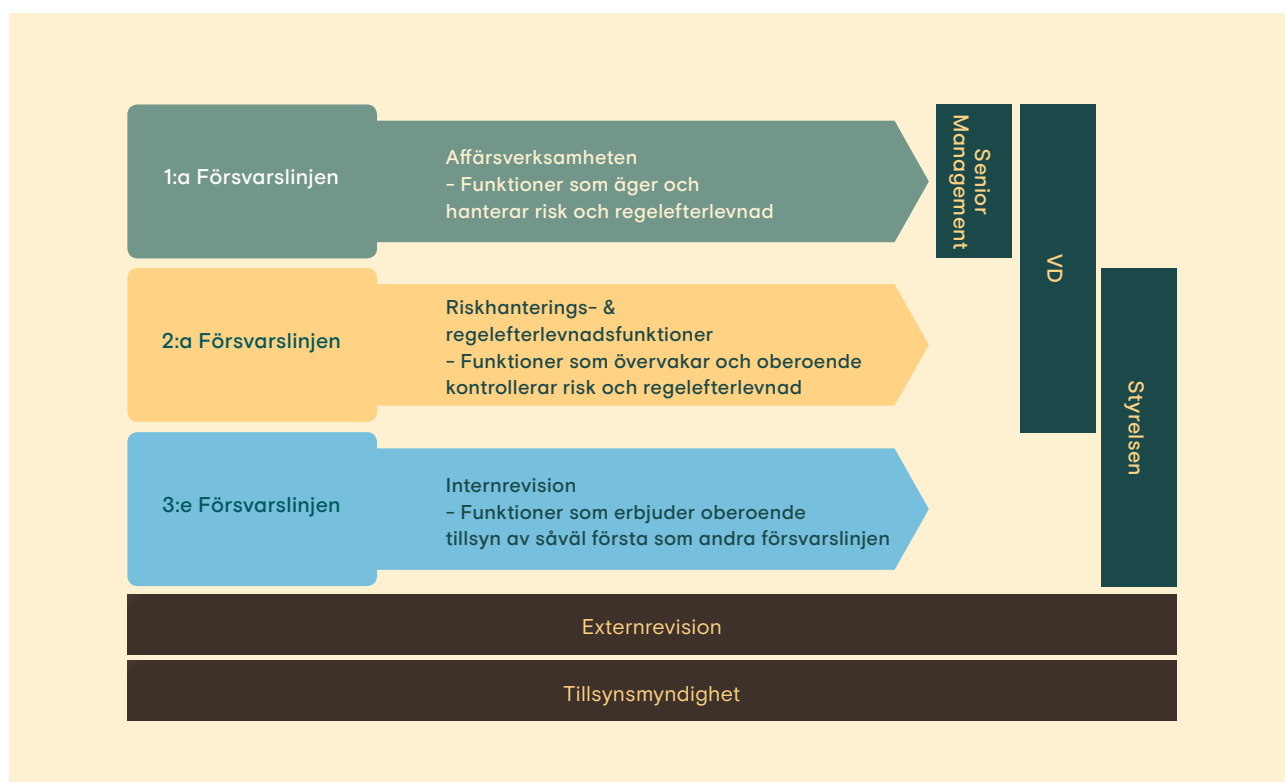 1:a Försvarslinjen
Affärsverksamheten
- Funktioner som äger och
hanterar risk och regelefterlevnad
Senior
Management
VD
2:a Försvarslinjen
Riskhanterings- &
regelefterlevnadsfunktioner
- Funktioner som övervakar och oberoende
kontrollerar risk och regelefterlevnad
Styrelsen
3:e Försvarslinjen
Internrevision
- Funktioner som erbjuder oberoende
tillsyn av såväl första som andra försvarslinjen
Externrevision
Tillsynsmyndighet